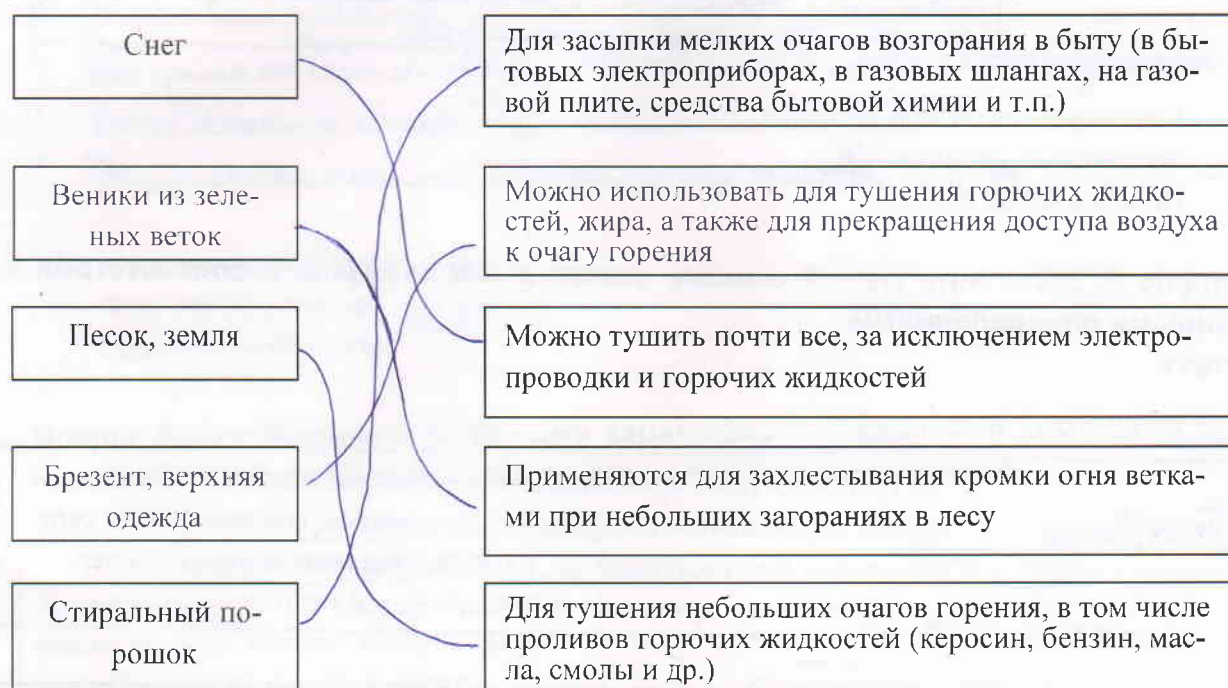 Снег
Для засыпки мелких очагов возгорания в быту (в бы-
товых электроприборах, в газовых шлангах, на газо-
вой плите, средства бытовой химии и т.п.)
Веники из зеле-
ных веток
Можно использовать для тушения горючих жидко-
стей, жира, а также для прекращения доступа воздуха
к очагу горения
Песок, земля
Можно тушить почти все, за исключением электро-
проводки и горючих жидкостей
Брезент, верхняя
одежда
Применяются для захлестывания кромки огня ветка-
ми при небольших загораниях в лесу
Стиральный по-
рошок
Для тушения небольших очагов горения, в том числе
проливов горючих жидкостей (керосин, бензин, мас-
ла, смолы и др.)